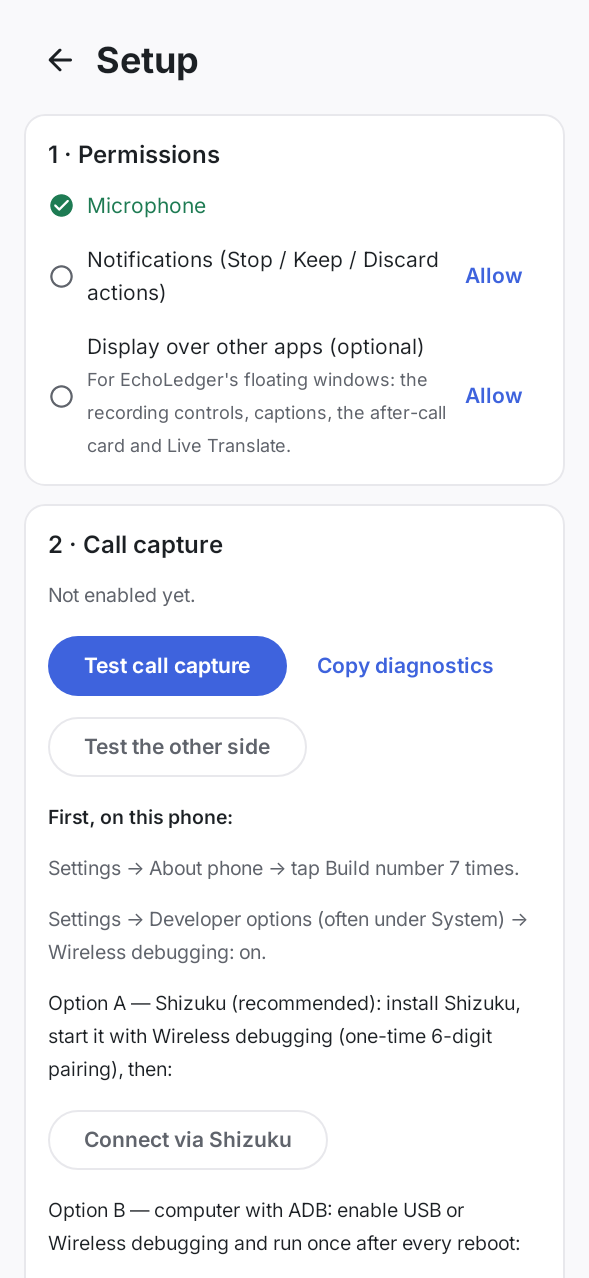 Setup
1 · Permissions
Microphone
Notifications (Stop / Keep / Discard
actions)
Allow
Display over other apps (optional)
For EchoLedger's floating windows: the
recording controls, captions, the after-call
card and Live Translate.
Allow
2 · Call capture
Not enabled yet.
Test call capture
Copy diagnostics
Test the other side
First, on this phone:
Settings → About phone → tap Build number 7 times.
Settings → Developer options (often under System) →
Wireless debugging: on.
Option A — Shizuku (recommended): install Shizuku,
start it with Wireless debugging (one-time 6-digit
pairing), then:
Connect via Shizuku
Option B — computer with ADB: enable USB or
Wireless debugging and run once after every reboot: